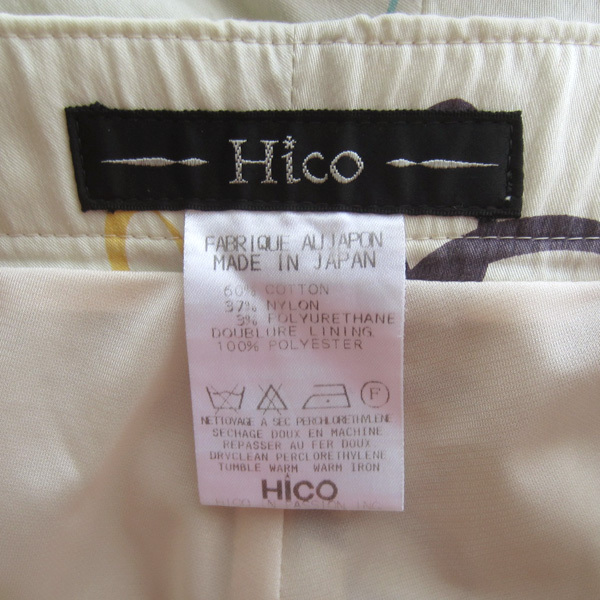 Hico
FABRIQUE AU JAPON
MADE IN JAPAN
60% COTTON
37% NYLON
3% POLYURETHANE
DOUBLURE LINING
100% POLYESTER
F
NETTOYAGE A SEC PERCHLORETHYLENE
SECHAGE DOUX EN MACHINE
REPASSER AU FER DOUX
DRYCLEAN PERCLORETHYLENE
TUMBLE WARM WARM IRON
HICO